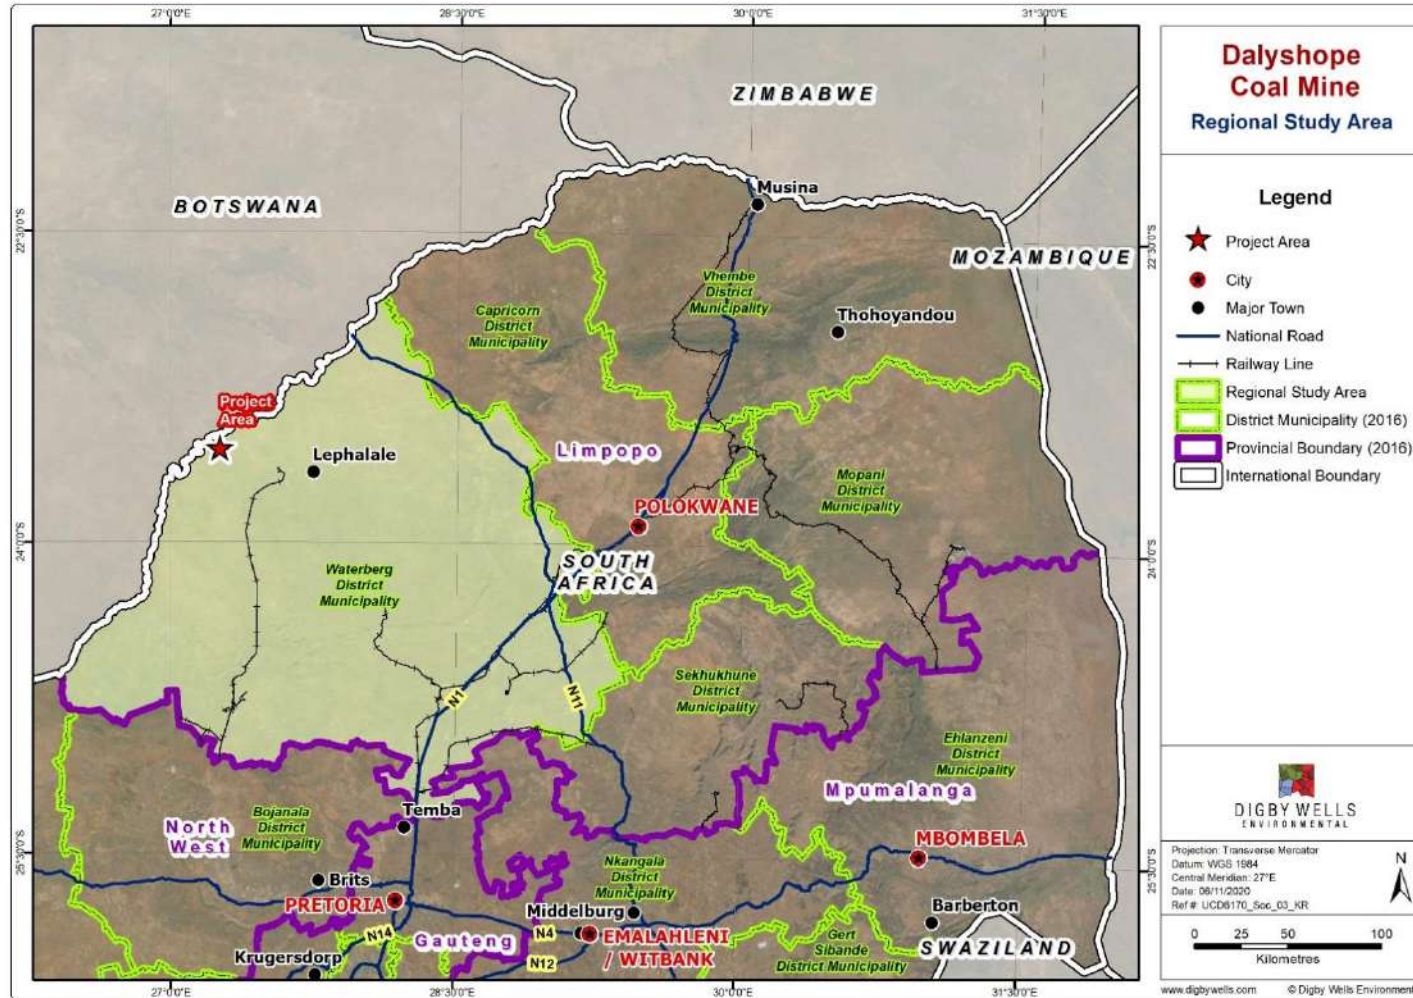 27°0'0"E
28°30'0"E
30°0'0"E
31°30'0"E
ZIMBABWE
BOTSWANA
Musina
22°30'0"S
22°30'0"S
MOZAMBIQUE
Vhembe
District
Municipality
Capricorn
District
Municipality
Thohoyandou
Project
Area
Lephalale
Limpopo
Mopani
District
Municipality
POLOKWANE
24°0'0"S
24°0'0"S
SOUTH
AFRICA
Waterberg
District
Municipality
Sekhukhune
District
Municipality
N1
N11
Ehlanzeni
District
Municipality
Mpumalanga
Temba
Bojanala
District
Municipality
North
West
MBOMBELA
25°30'0"S
25°30'0"S
Nkangala
District
Municipality
Brits
PRETORIA
Middelburg
Barberton
N14
Gauteng
N4
EMALAHLENI
/ WITBANK
Gert
Sibande
District Municipality
SWAZILAND
Krugersdorp
N12
27°0'0"E
28°30'0"E
30°0'0"E
31°30'0"E
Dalyshope
Coal Mine
Regional Study Area
Legend
Project Area
City
Major Town
National Road
Railway Line
Regional Study Area
District Municipality (2016)
Provincial Boundary (2016)
International Boundary
DIGBY WELLS
ENVIRONMENTAL
Projection: Transverse Mercator
Datum: WGS 1984
Central Meridian: 27°E
Date: 06/11/2020
Ref #: UCD6170_Soc_03_KR
N
0 25 50 100
Kilometres
www.digbywells.com © Digby Wells Environment